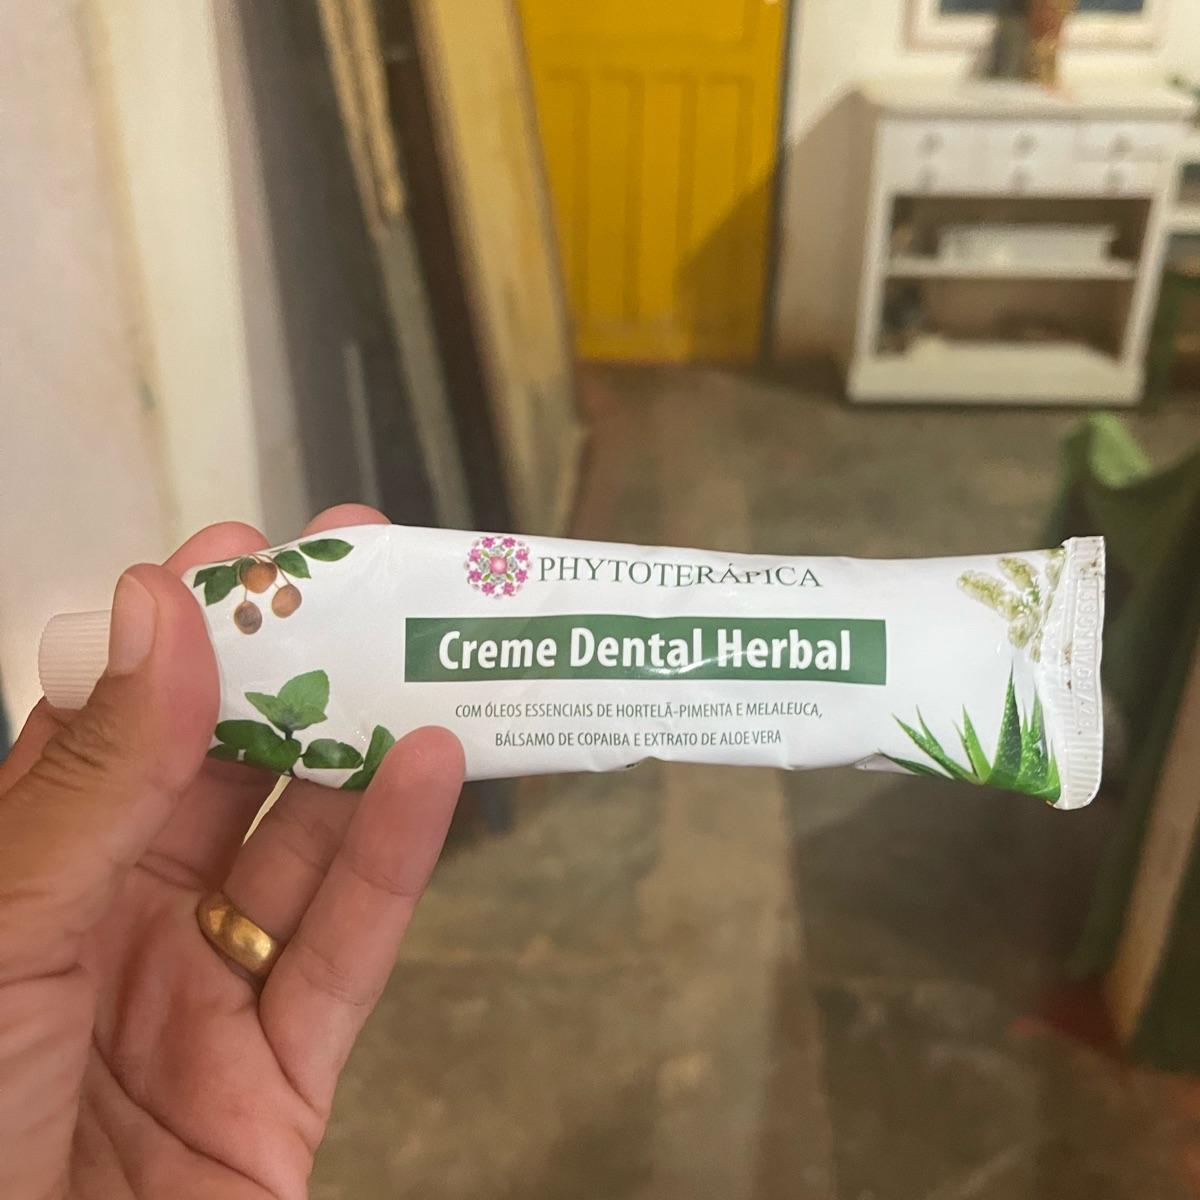 PHYTOTERÁPICA
Creme Dental Herbal
COM ÓLEOS ESSENCIAIS DE HORTELÃ-PIMENTA E MELALEUCA,
BÁLSAMO DE COPAIBA E EXTRATO DE ALOE VERA